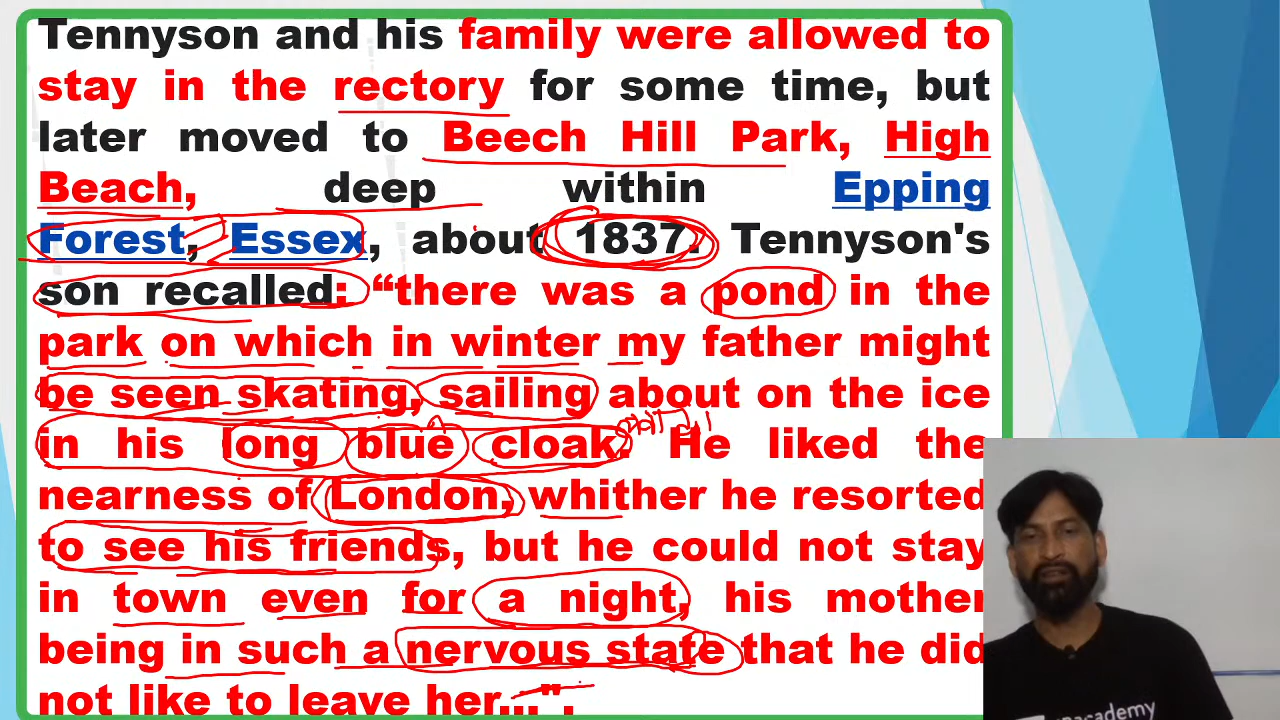 Tennyson and his family were allowed to
stay in the rectory for some time, but
later moved to Beech Hill Park, High
Beach, deep within Epping
Forest, Essex, about 1837. Tennyson's
son recalled: “there was a pond in the
park on which in winter my father might
be seen skating, sailing about on the ice
in his long blue cloak. He liked the
nearness of London, whither he resorted
to see his friends, but he could not stay
in town even for a night, his mother
being in such a nervous state that he did
not like to leave her...".